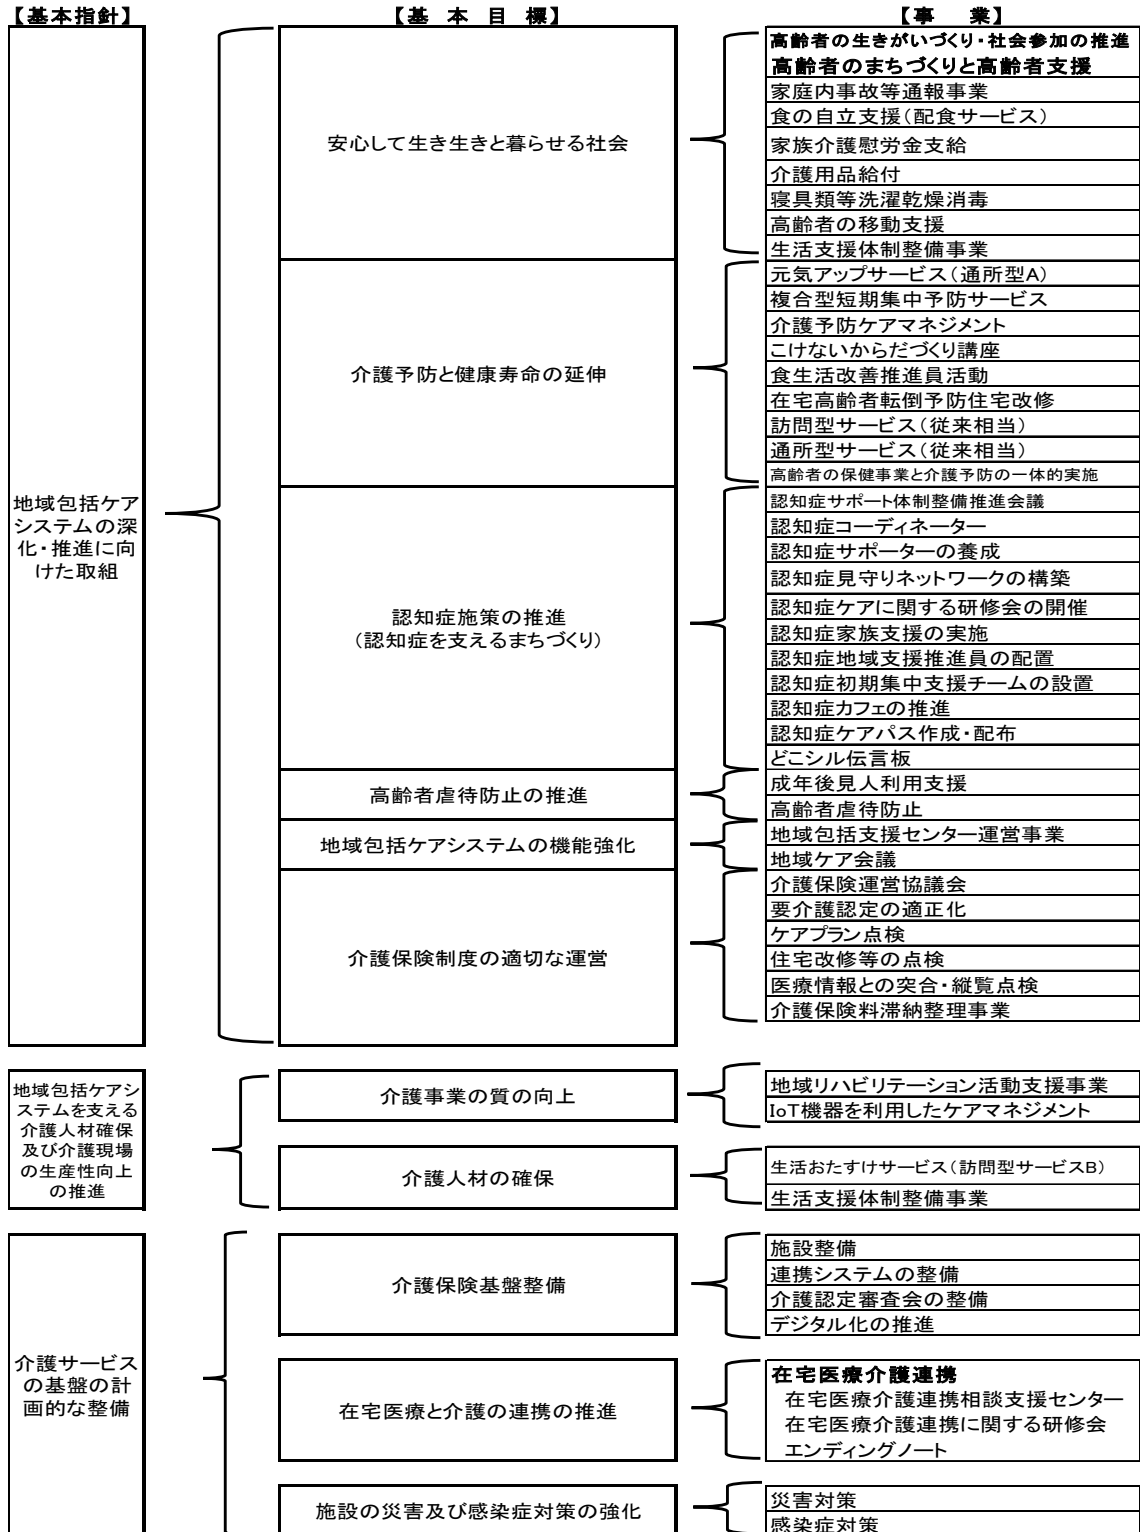 【基本指針】
【基 本 目 標】
【事 業】
地域包括ケア
システムの深
化・推進に向
けた取組
安心して生き生きと暮らせる社会
高齢者の生きがいづくり・社会参加の推進
高齢者のまちづくりと高齢者支援
家庭内事故等通報事業
食の自立支援(配食サービス)
家族介護慰労金支給
介護用品給付
寝具類等洗濯乾燥消毒
高齢者の移動支援
生活支援体制整備事業
介護予防と健康寿命の延伸
元気アップサービス(通所型A)
複合型短期集中予防サービス
介護予防ケアマネジメント
こけないからだづくり講座
食生活改善推進員活動
在宅高齢者転倒予防住宅改修
訪問型サービス(従来相当)
通所型サービス(従来相当)
高齢者の保健事業と介護予防の一体的実施
認知症施策の推進
(認知症を支えるまちづくり)
認知症サポート体制整備推進会議
認知症コーディネーター
認知症サポーターの養成
認知症見守りネットワークの構築
認知症ケアに関する研修会の開催
認知症家族支援の実施
認知症地域支援推進員の配置
認知症初期集中支援チームの設置
認知症カフェの推進
認知症ケアパス作成・配布
どこシル伝言板
高齢者虐待防止の推進
成年後見人利用支援
高齢者虐待防止
地域包括ケアシステムの機能強化
地域包括支援センター運営事業
地域ケア会議
介護保険制度の適切な運営
介護保険運営協議会
要介護認定の適正化
ケアプラン点検
住宅改修等の点検
医療情報との突合・縦覧点検
介護保険料滞納整理事業
地域包括ケアシ
ステムを支える
介護人材確保
及び介護現場
の生産性向上
の推進
介護事業の質の向上
地域リハビリテーション活動支援事業
IoT機器を利用したケアマネジメント
介護人材の確保
生活おたすけサービス(訪問型サービスB)
生活支援体制整備事業
介護サービス
の基盤の計
画的な整備
介護保険基盤整備
施設整備
連携システムの整備
介護認定審査会の整備
デジタル化の推進
在宅医療と介護の連携の推進
在宅医療介護連携
在宅医療介護連携相談支援センター
在宅医療介護連携に関する研修会
エンディングノート
施設の災害及び感染症対策の強化
災害対策
感染症対策